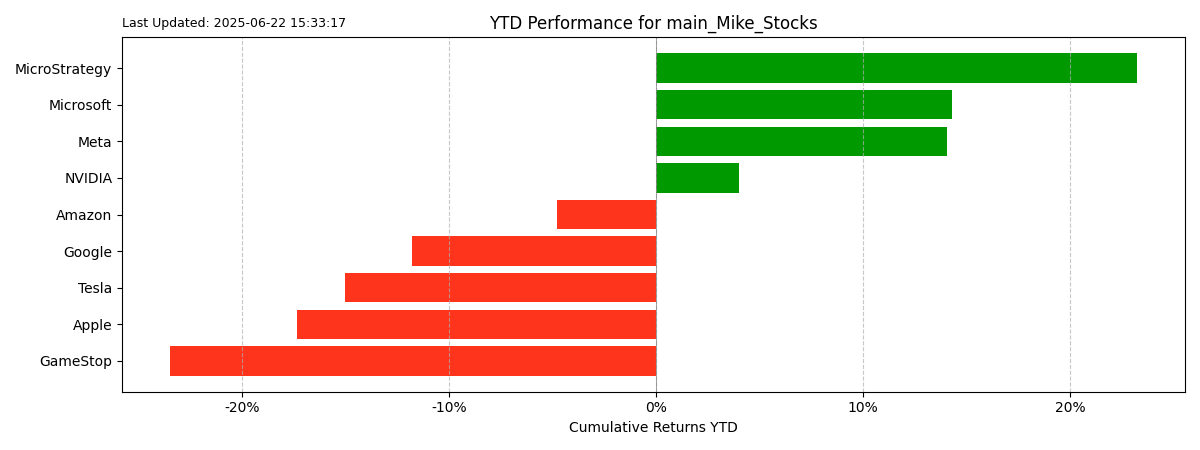 Last Updated: 2025-06-22 15:33:17
YTD Performance for main_Mike_Stocks
MicroStrategy
Microsoft
Meta
NVIDIA
Amazon
Google
Tesla
Apple
GameStop
-20%
-10%
0%
10%
20%
Cumulative Returns YTD